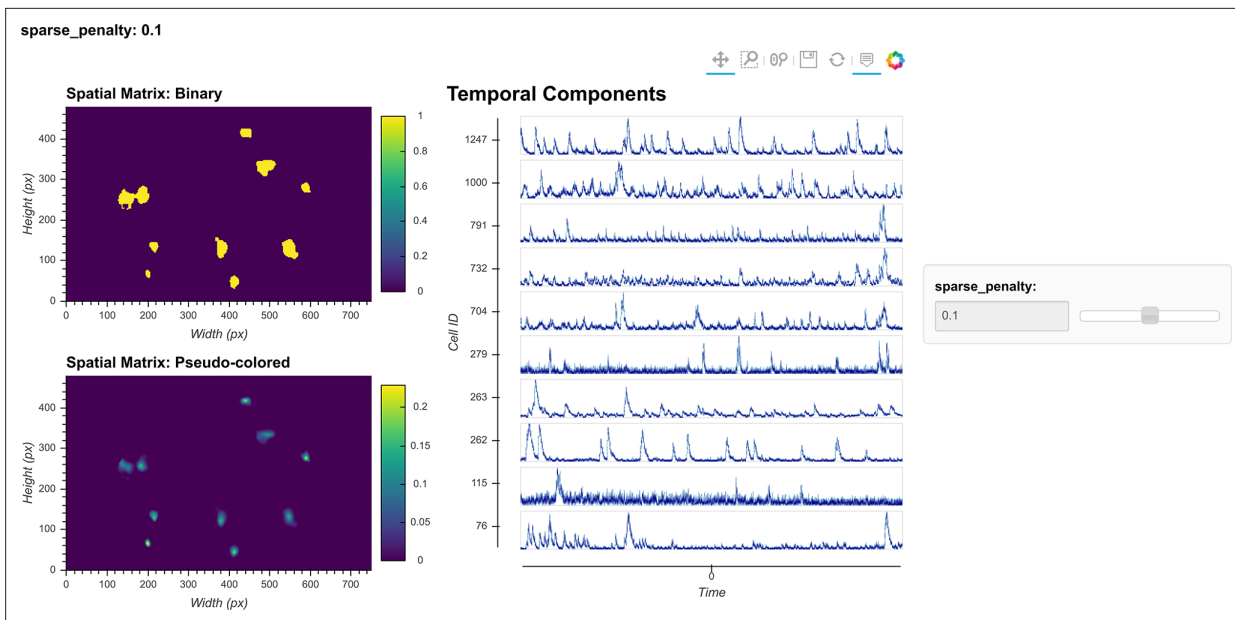 sparse_penalty: 0.1
Spatial Matrix: Binary
Height (px)
400
300
200
100
0
0 100 200 300 400 500 600 700
Width (px)
1
0.8
0.6
0.4
0.2
0
Spatial Matrix: Pseudo-colored
Height (px)
400
300
200
100
0
0 100 200 300 400 500 600 700
Width (px)
0.2
0.15
0.1
0.05
0
Temporal Components
Cell ID
1247
1000
791
732
704
279
263
262
115
76
0
Time
sparse_penalty:
0.1